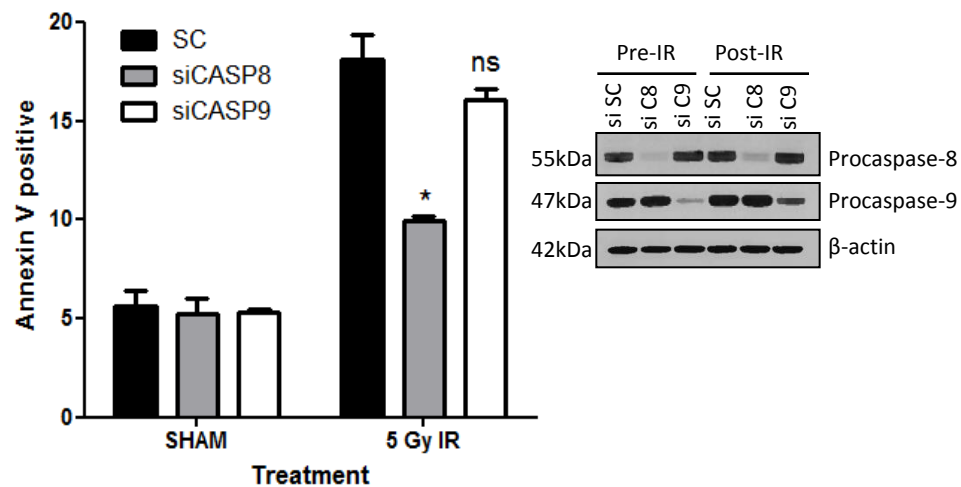 20
15
10
5
0
Annexin V positive
SC
siCASP8
siCASP9
*
ns
SHAM
5 Gy IR
Treatment
Pre-IR Post-IR
si SC
si C8
si C9
si SC
si C8
si C9
55kDa Procaspase-8
47kDa Procaspase-9
42kDa β-actin